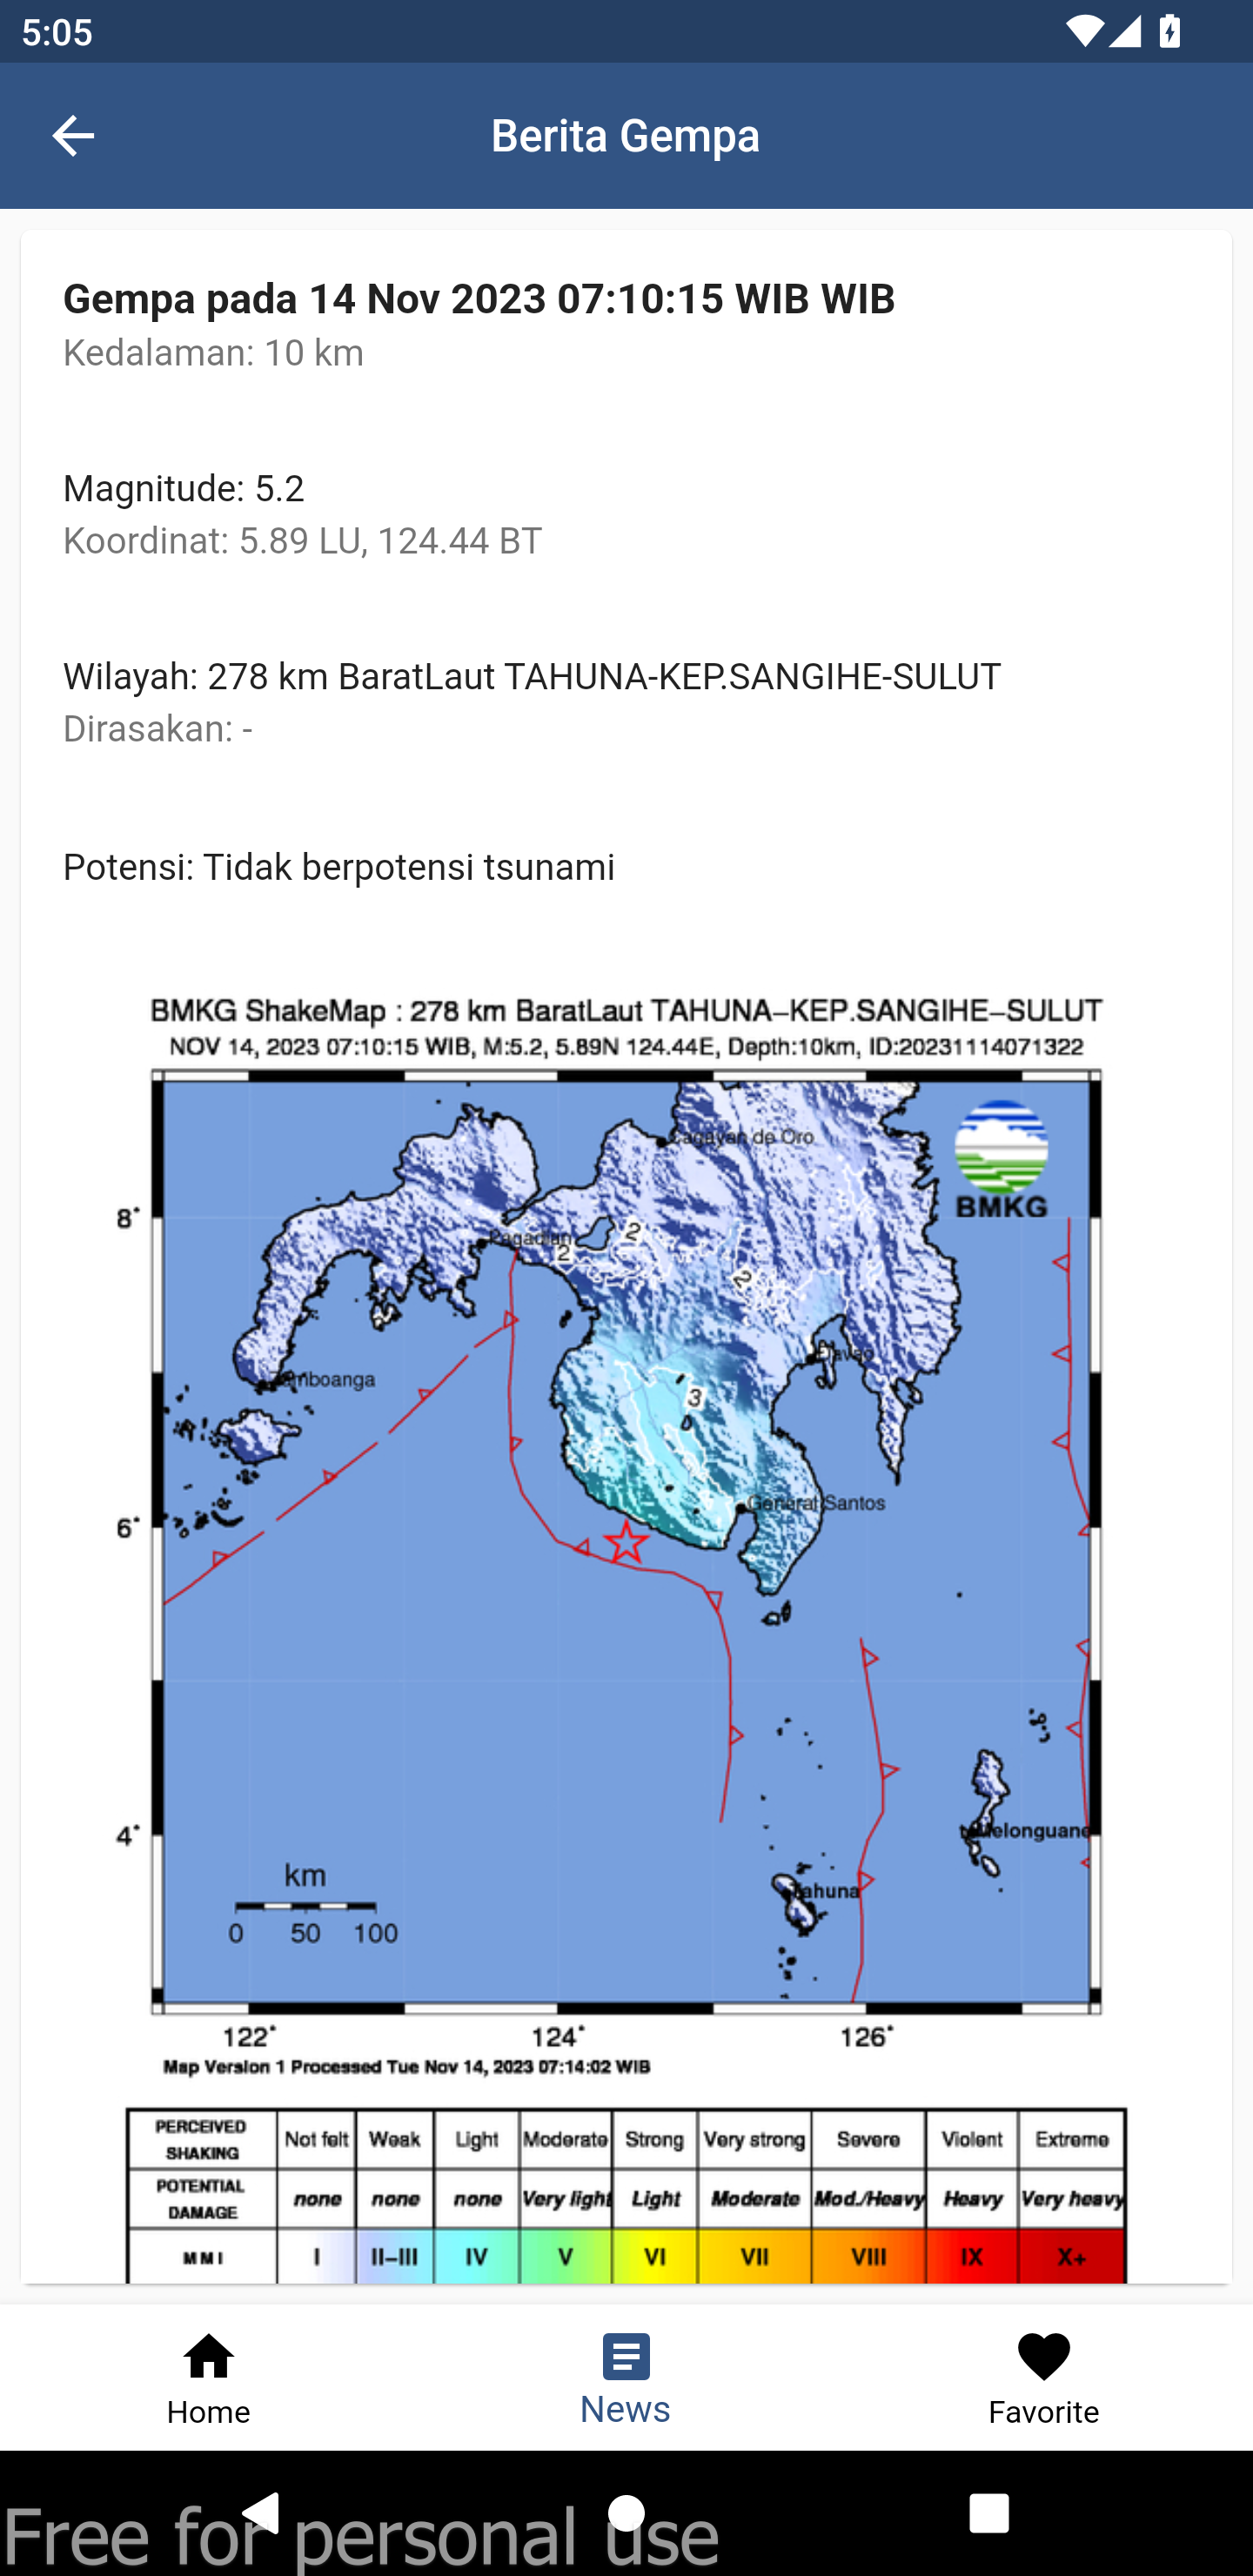 5:05
Berita Gempa
Gempa pada 14 Nov 2023 07:10:15 WIB WIB
Kedalaman: 10 km
Magnitude: 5.2
Koordinat: 5.89 LU, 124.44 BT
Wilayah: 278 km BaratLaut TAHUNA-KEP.SANGIHE-SULUT
Dirasakan: -
Potensi: Tidak berpotensi tsunami
BMKG ShakeMap : 278 km BaratLaut TAHUNA-KEP.SANGIHE-SULUT
NOV 14, 2023 07:10:15 WIB, M:5.2, 5.89N 124.44E, Depth:10km, ID:20231114071322
Cagayan de Oro
BMKG
8°
2
Pagadian
2
2
Davao
Zamboanga
3
General Santos
6°
4°
Melonguane
km
Tahuna
0 50 100
122° 124° 126°
Map Version 1 Processed Tue Nov 14, 2023 07:14:02 WIB
PERCEIVED SHAKING Not felt Weak Light Moderate Strong Very strong Severe Violent Extreme
POTENTIAL DAMAGE none none none Very light Light Moderate Mod./Heavy Heavy Very heavy
MMI I II-III IV V VI VII VIII IX X+
Home News Favorite
Free for personal use